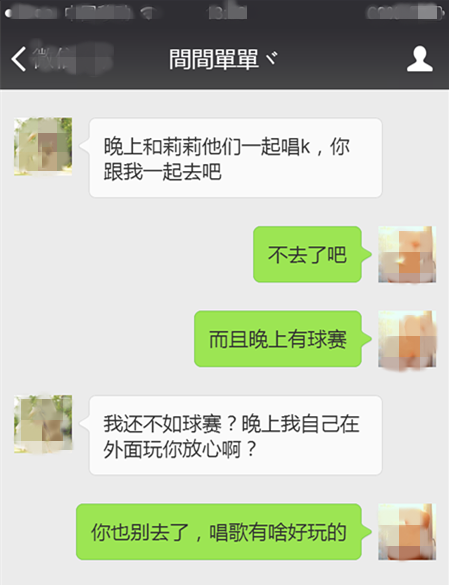 間間單單ヾ
晚上和莉莉他们一起唱k，你
跟我一起去吧
不去了吧
而且晚上有球赛
我还不如球赛？晚上我自己在
外面玩你放心啊？
你也别去了，唱歌有啥好玩的